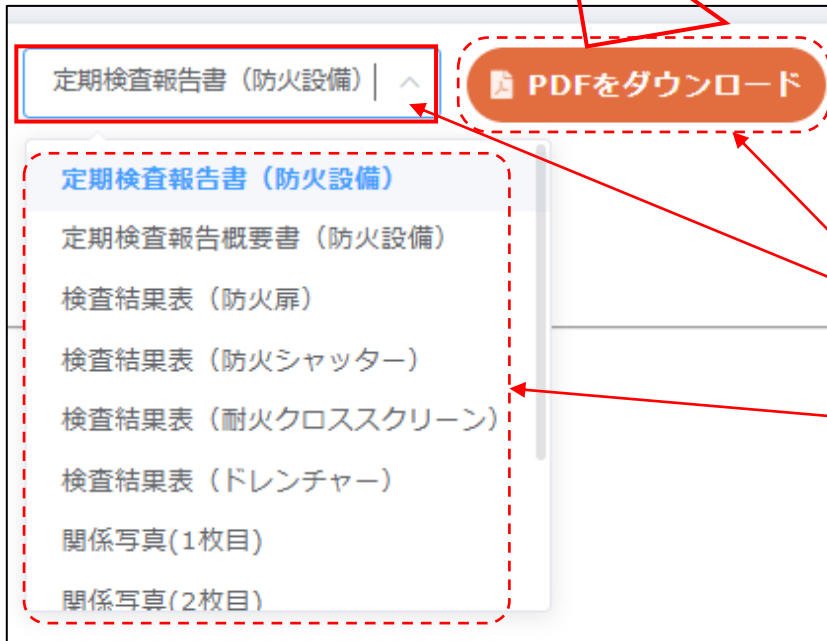 定期検査報告書（防火設備）
PDFをダウンロード
定期検査報告書（防火設備）
定期検査報告概要書（防火設備）
検査結果表（防火扉）
検査結果表（防火シャッター）
検査結果表（耐火クロススクリーン）
検査結果表（ドレンチャー）
関係写真(1枚目)
関係写真(2枚目)